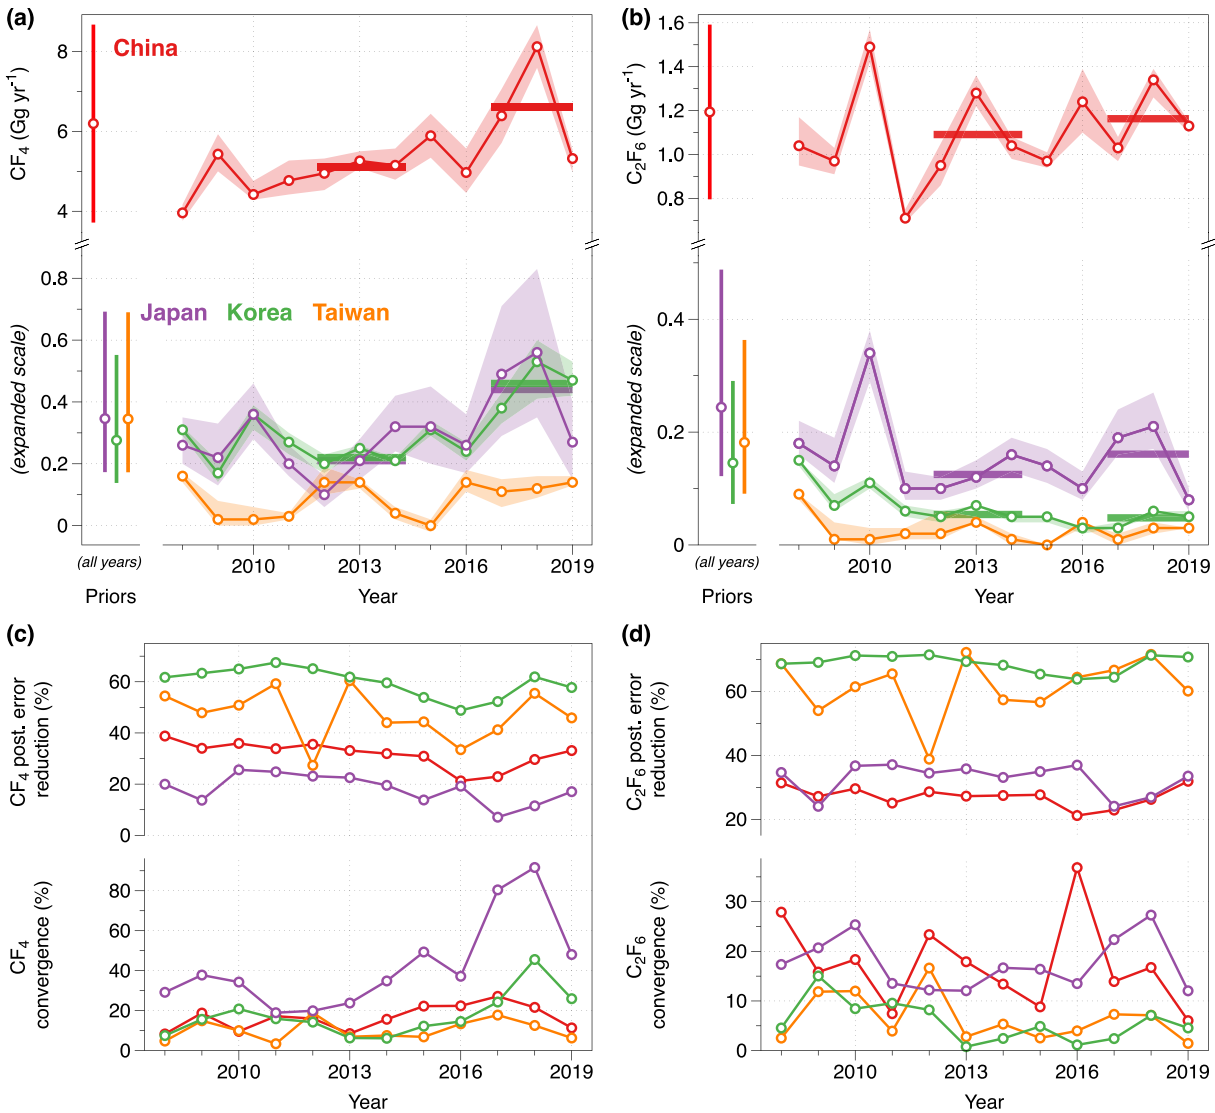 (a)
CF4 (Gg yr-1)
8
6
4
China
(expanded scale)
0.8
0.6
0.4
0.2
0
Japan Korea Taiwan
(all years)
2010 2013 2016 2019
Priors Year
(b)
C2F6 (Gg yr-1)
1.6
1.4
1.2
1.0
0.8
(expanded scale)
0.4
0.2
0
(all years)
2010 2013 2016 2019
Priors Year
(c)
CF4 post. error
reduction (%)
60
40
20
0
CF4
convergence (%)
80
60
40
20
0
2010 2013 2016 2019
Year
(d)
C2F6 post. error
reduction (%)
60
40
20
C2F6
convergence (%)
30
20
10
0
2010 2013 2016 2019
Year